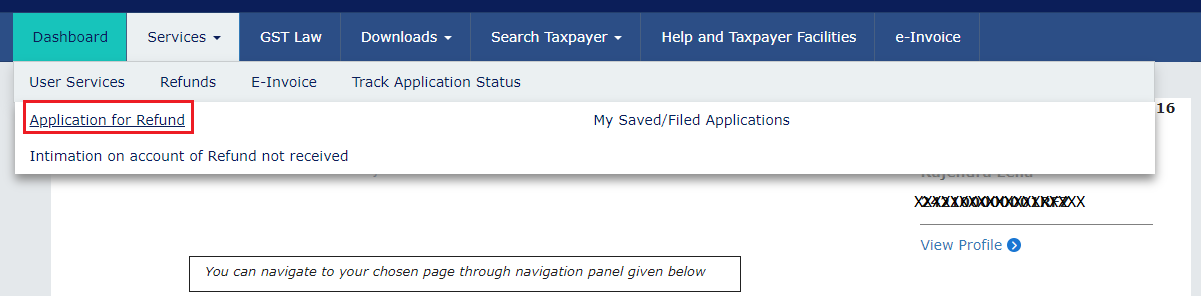 Dashboard Services GST Law Downloads Search Taxpayer Help and Taxpayer Facilities e-Invoice
User Services Refunds E-Invoice Track Application Status
16
Application for Refund My Saved/Filed Applications
Intimation on account of Refund not received
View Profile
You can navigate to your chosen page through navigation panel given below